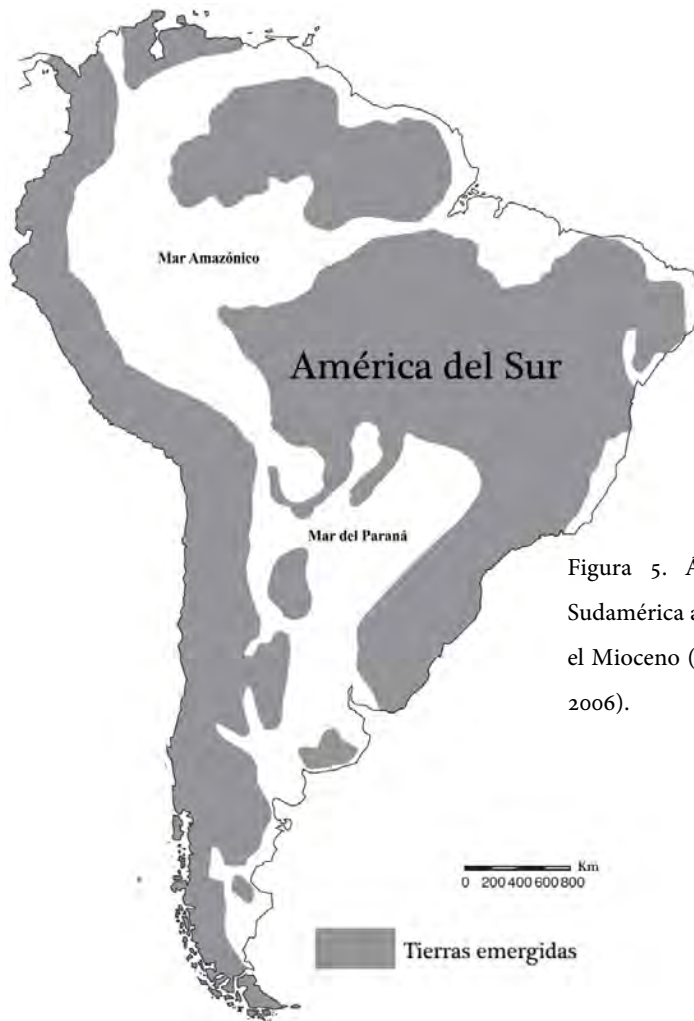 Mar Amazónico
América del Sur
Mar del Paraná
Figura 5. Á
Sudamérica a
el Mioceno (
2006).
Km
0 200 400 600 800
Tierras emergidas